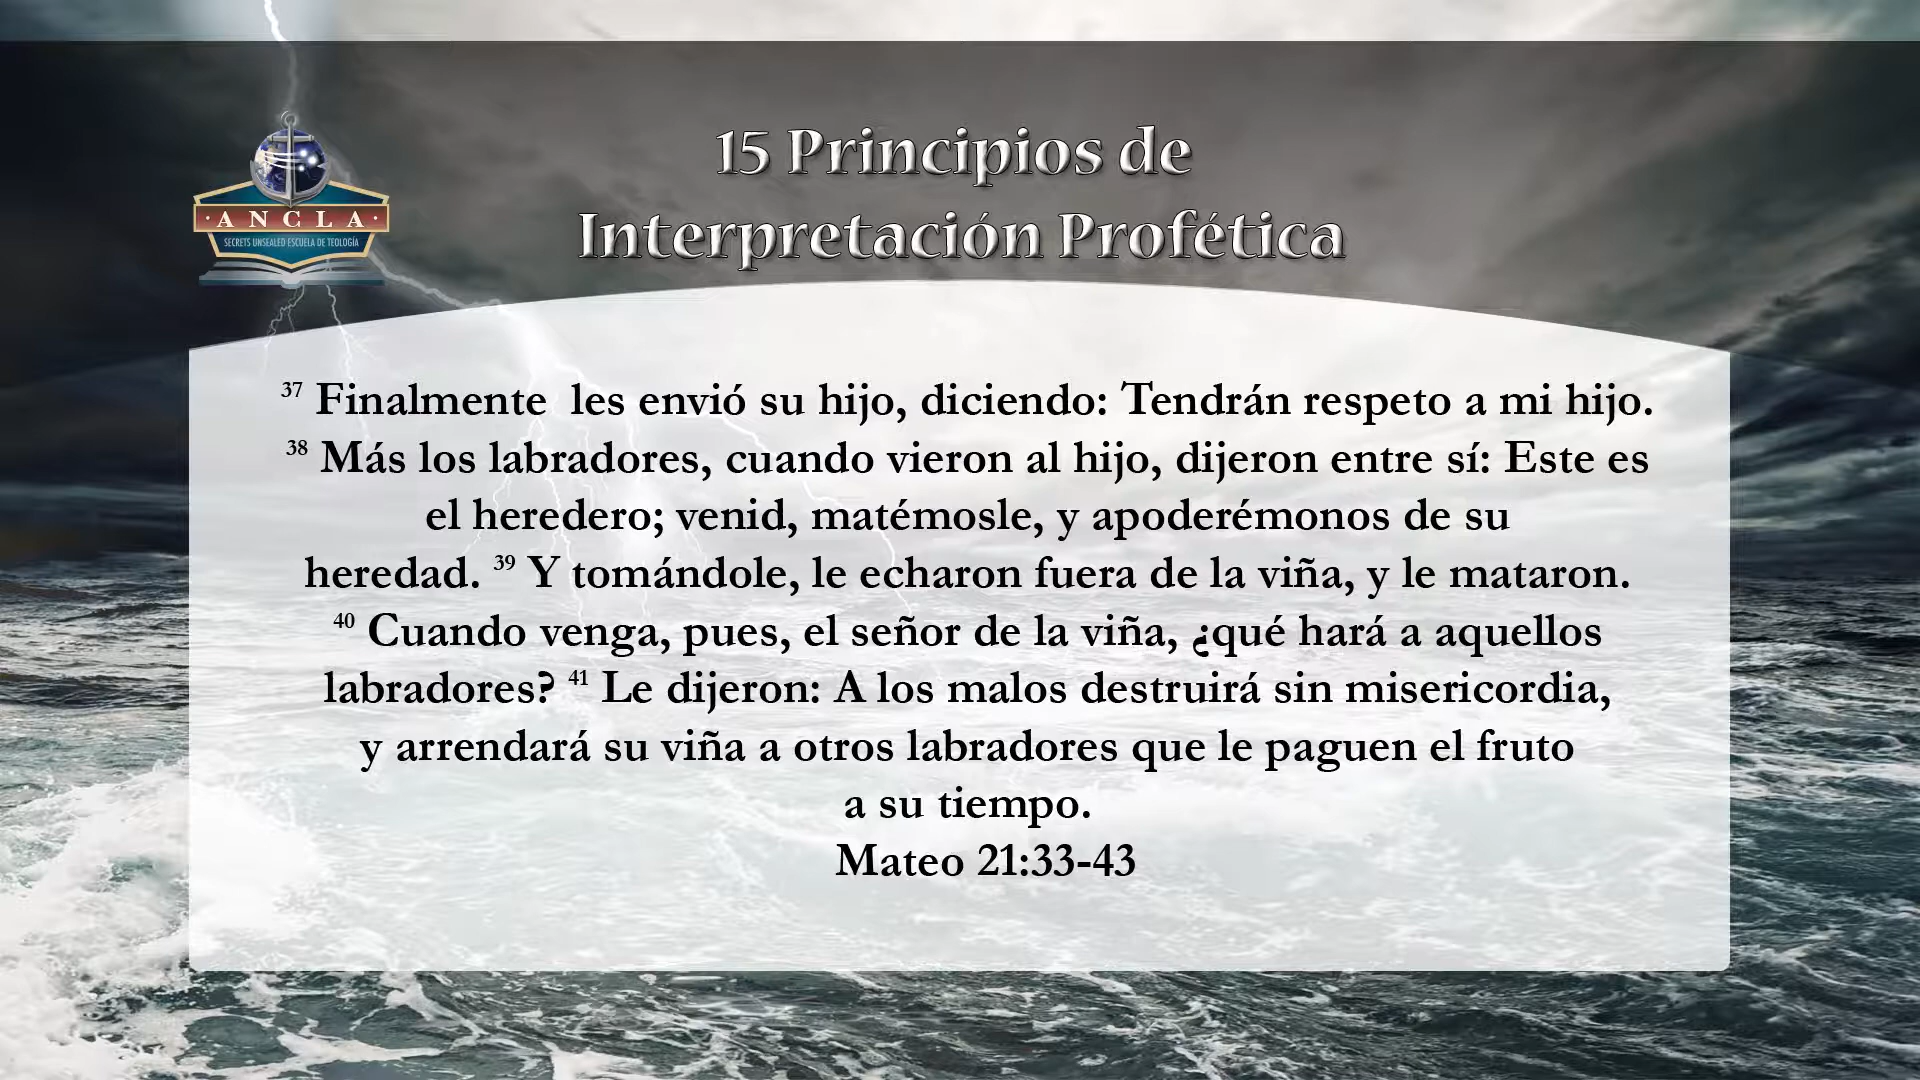 15 Principios de
Interpretación Profética
· A N C L A ·
SECRETS UNSEALED ESCUELA DE TEOLOGÍA
37 Finalmente  les envió su hijo, diciendo: Tendrán respeto a mi hijo.
38 Más los labradores, cuando vieron al hijo, dijeron entre sí: Este es
el heredero; venid, matémosle, y apoderémonos de su
heredad. 39 Y tomándole, le echaron fuera de la viña, y le mataron.
40 Cuando venga, pues, el señor de la viña, ¿qué hará a aquellos
labradores? 41 Le dijeron: A los malos destruirá sin misericordia,
y arrendará su viña a otros labradores que le paguen el fruto
a su tiempo.
Mateo 21:33-43